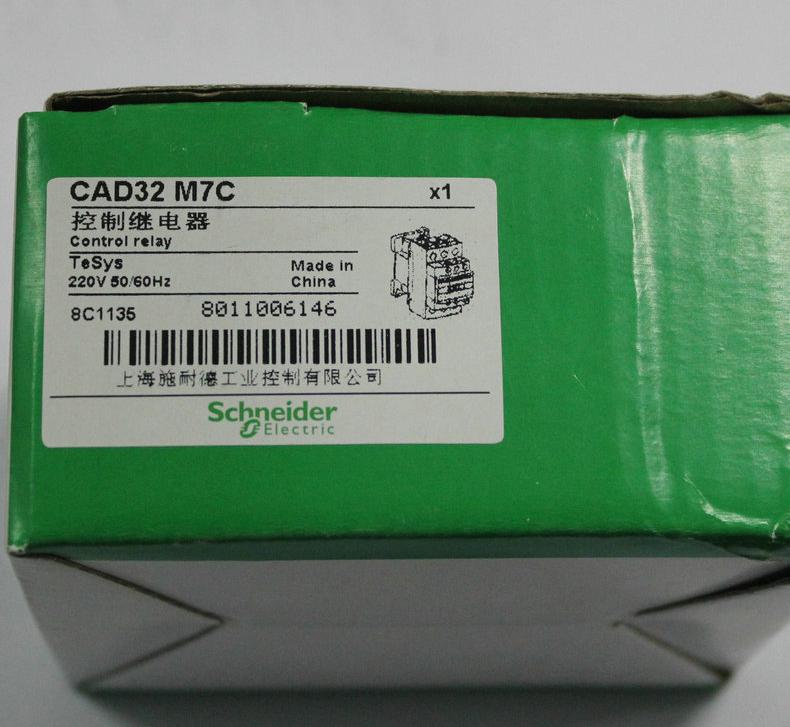 CAD32 M7C x1
控制继电器
Control relay
TeSys
220V 50/60Hz
Made in
China
8C1135 8011006146
上海施耐德工业控制有限公司
Schneider
Electric